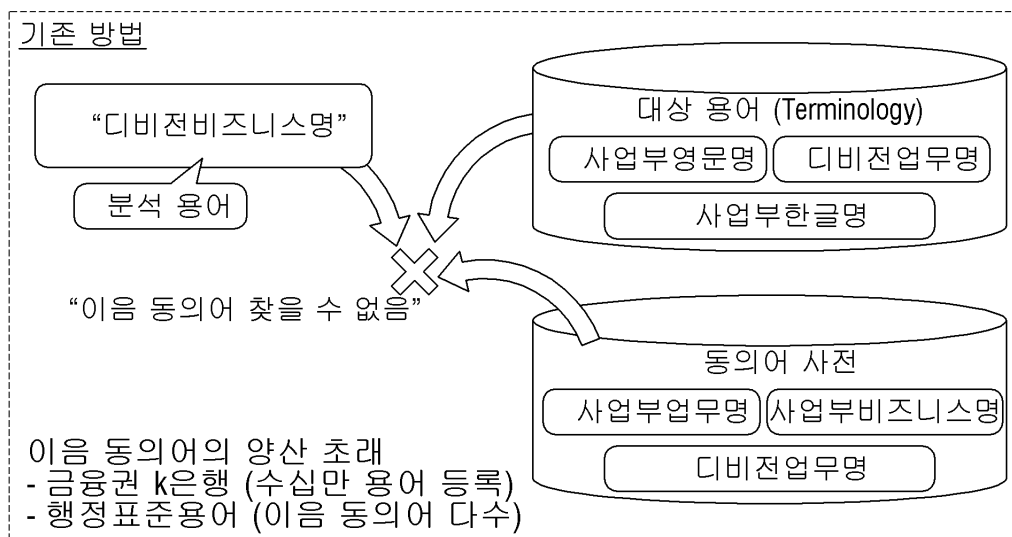 기존 방법
“디비전비즈니스명”
분석 용어
대상 용어 (Terminology)
사업부영문명
디비전업무명
사업부한글명
“이음 동의어 찾을 수 없음”
동의어 사전
사업부업무명
사업부비즈니스명
디비전업무명
이음 동의어의 양산 초래
- 금융권 k은행 (수십만 용어 등록)
- 행정표준용어 (이음 동의어 다수)